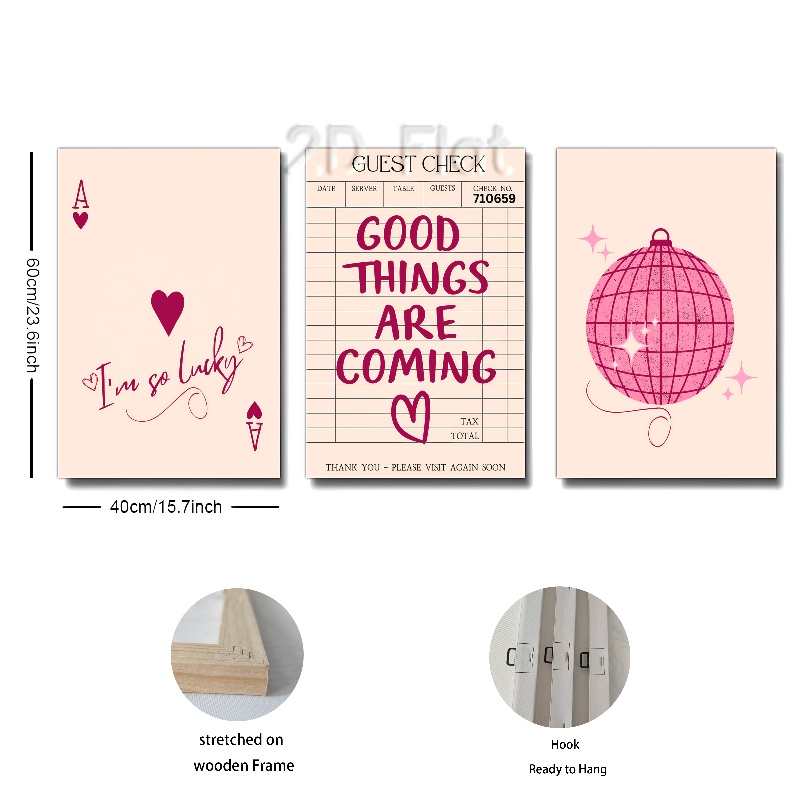 2D Flat
60cm/23.6inch
40cm/15.7inch
A
I'm so lucky
A
GUEST CHECK
DATE SERVER TABLE GUESTS CHECK NO.
710659
GOOD
THINGS
ARE
COMING
TAX
TOTAL
THANK YOU - PLEASE VISIT AGAIN SOON
stretched on
wooden Frame
Hook
Ready to Hang